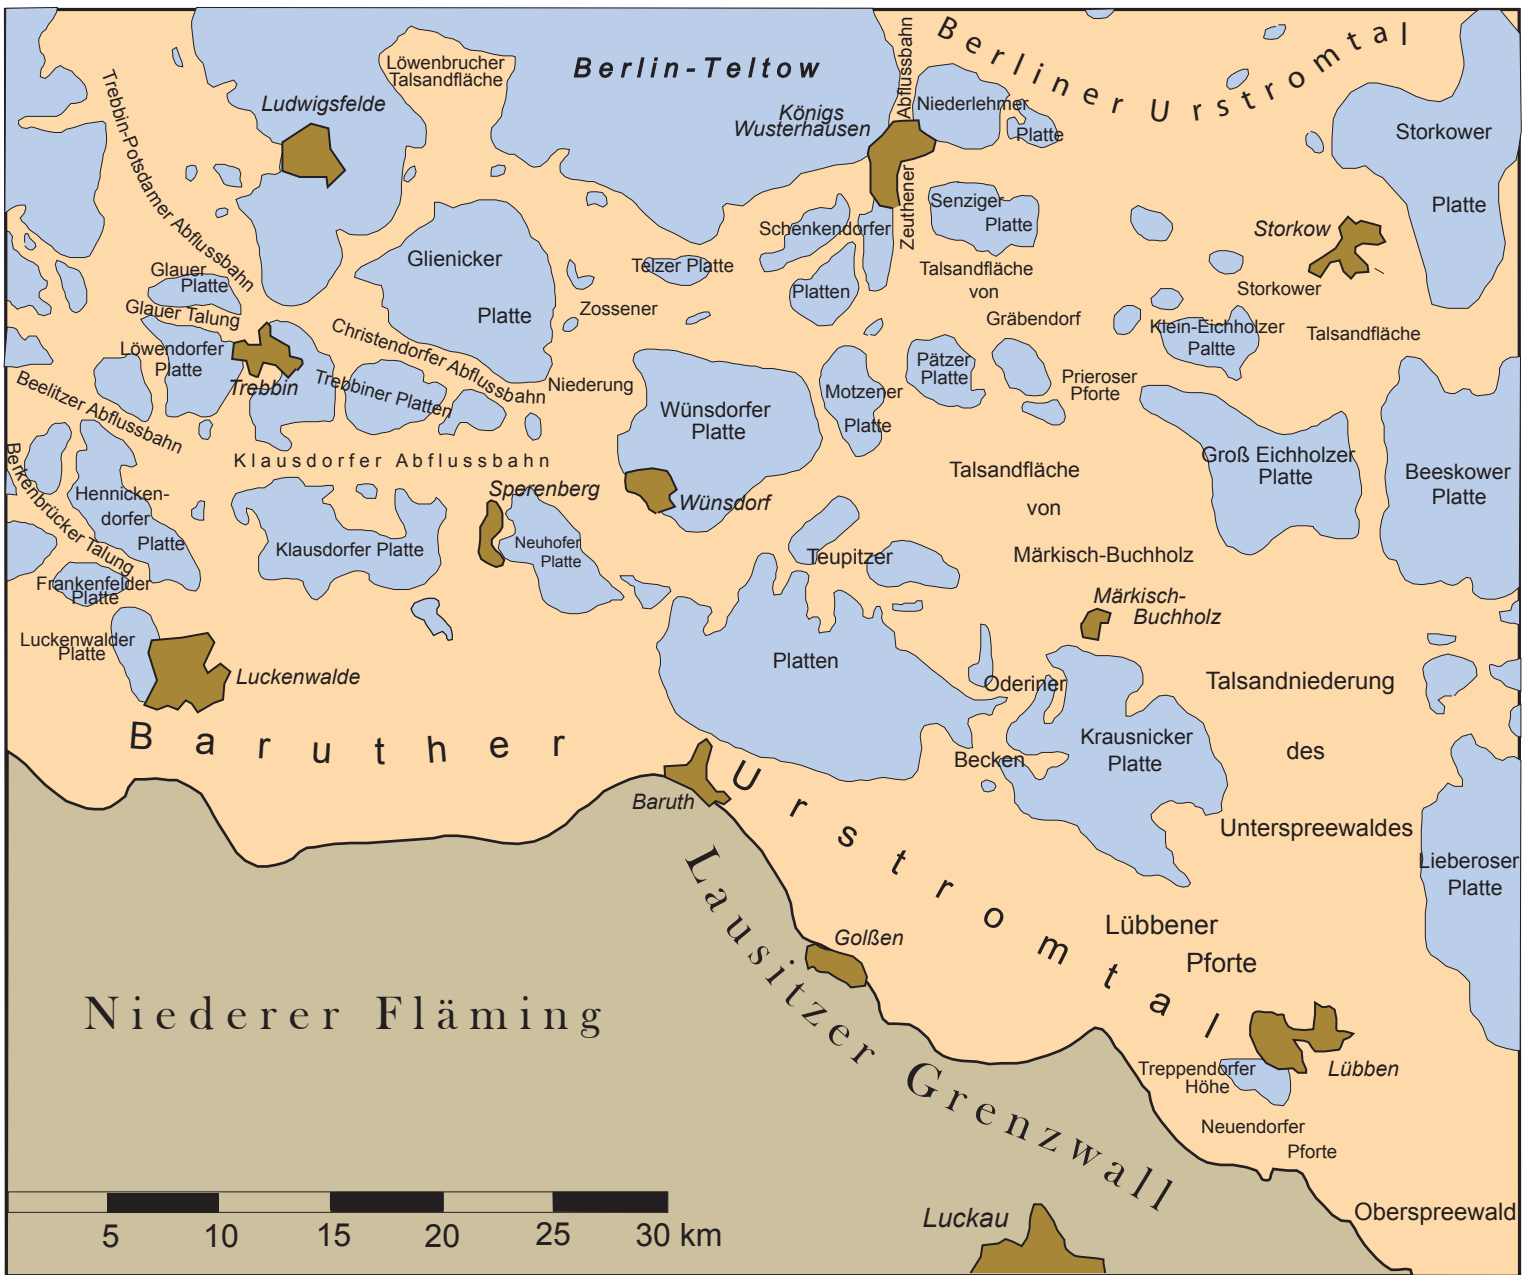 Berliner Urstromtal
Berlin-Teltow
Löwenbrucher
Talsandfläche
Ludwigsfelde
Trebbin-Potsdamer Abflussbahn
Königs
Wusterhausen
Zeuthener Abflussbahn
Niederlehmer
Platte
Storkower
Platte
Senziger
Platte
Schenkendorfer
Platten
Storkow
Glienicker
Platte
Telzer Platte
Talsandfläche
von
Gräbendorf
Glauer
Platte
Glauer Talung
Zossener
Niederung
Storkower
Talsandfläche
Klein-Eichholzer
Paltte
Löwendorfer
Platte
Trebbin
Christendorfer Abflussbahn
Trebbiner Platten
Beelitzer Abflussbahn
Wünsdorfer
Platte
Motzener
Platte
Pätzer
Platte
Prieroser
Pforte
Klausdorfer Abflussbahn
Berkenbrücker Talung
Hennicken-
dorfer
Platte
Sperenberg
Wünsdorf
Talsandfläche
von
Märkisch-Buchholz
Groß Eichholzer
Platte
Beeskower
Platte
Klausdorfer Platte
Neuhofer
Platte
Teupitzer
Platten
Frankenfelder
Platte
Märkisch-
Buchholz
Luckenwalder
Platte
Luckenwalde
Oderiner
Becken
Talsandniederung
des
Unterspreewaldes
Krausnicker
Platte
Baruther Urstromtal
Baruth
Lieberoser
Platte
Lübbener
Pforte
Golßen
Niederer Fläming
Lausitzer Grenzwall
Treppendorfer
Höhe
Lübben
Neuendorfer
Pforte
Oberspreewald
Luckau
5 10 15 20 25 30 km